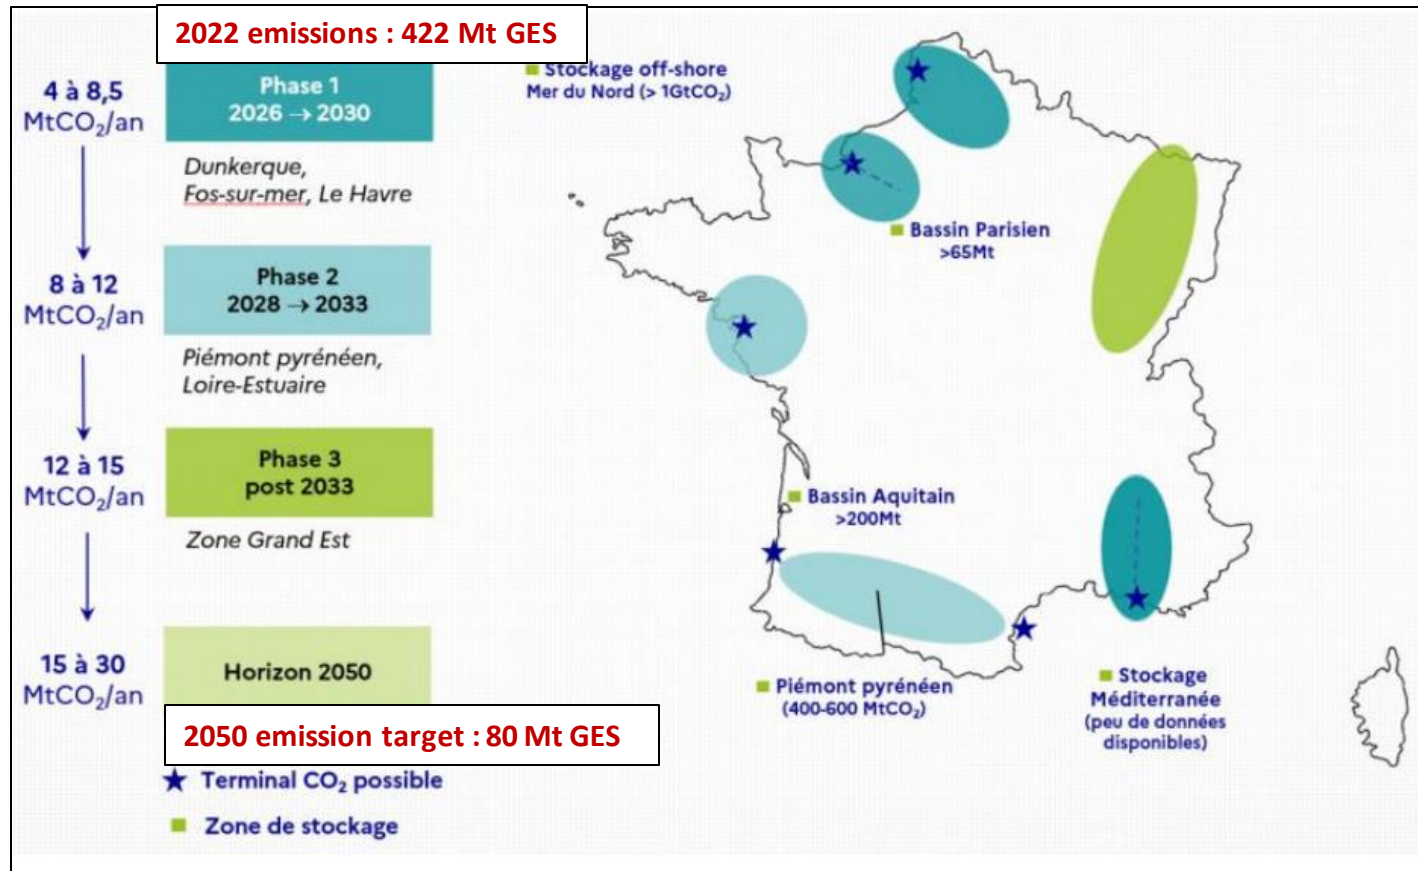 2022 emissions : 422 Mt GES
4 à 8,5
MtCO₂/an
Phase 1
2026 → 2030
Dunkerque,
Fos-sur-mer, Le Havre
8 à 12
MtCO₂/an
Phase 2
2028 → 2033
Piémont pyrénéen,
Loire-Estuaire
12 à 15
MtCO₂/an
Phase 3
post 2033
Zone Grand Est
15 à 30
MtCO₂/an
Horizon 2050
2050 emission target : 80 Mt GES
Terminal CO₂ possible
Zone de stockage
Stockage off-shore
Mer du Nord (> 1GtCO₂)
Bassin Parisien
>65Mt
Bassin Aquitain
>200Mt
Piémont pyrénéen
(400-600 MtCO₂)
Stockage
Méditerranée
(peu de données
disponibles)